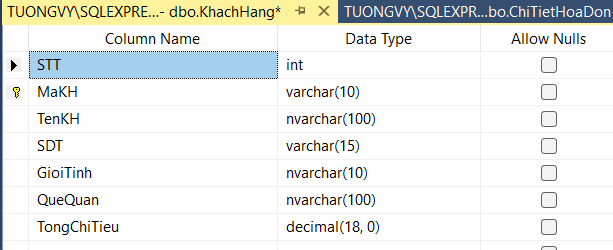 TUONGVY\SQLEXPRE...- dbo.KhachHang* TUONGVY\SQLEXPR...bo.ChiTietHoaDon
Column Name Data Type Allow Nulls
STT int
MaKH varchar(10)
TenKH nvarchar(100)
SDT varchar(15)
GioiTinh nvarchar(10)
QueQuan nvarchar(100)
TongChiTieu decimal(18, 0)